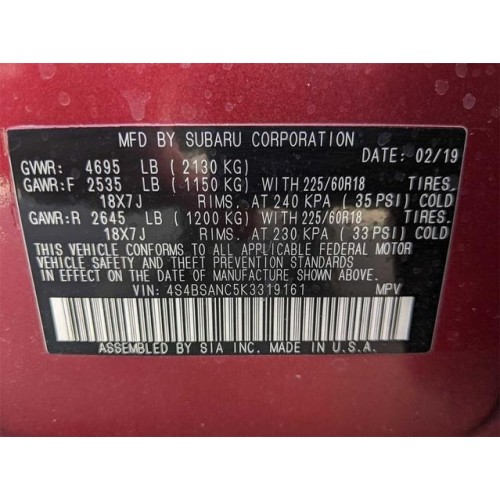 MFD BY SUBARU CORPORATION
GVWR: 4695 LB (2130 KG) DATE: 02/19
GAWR:F 2535 LB (1150 KG) WITH 225/60R18 TIRES.
18X7J RIMS. AT 240 KPA (35 PSI) COLD
GAWR:R 2645 LB (1200 KG) WITH 225/60R18 TIRES.
18X7J RIMS. AT 230 KPA (33 PSI) COLD
THIS VEHICLE CONFORMS TO ALL APPLICABLE FEDERAL MOTOR
VEHICLE SAFETY AND THEFT PREVENTION STANDARDS
IN EFFECT ON THE DATE OF MANUFACTURE SHOWN ABOVE.
VIN: 4S4BSANC5K3319161 MPV
ASSEMBLED BY SIA INC. MADE IN U.S.A.